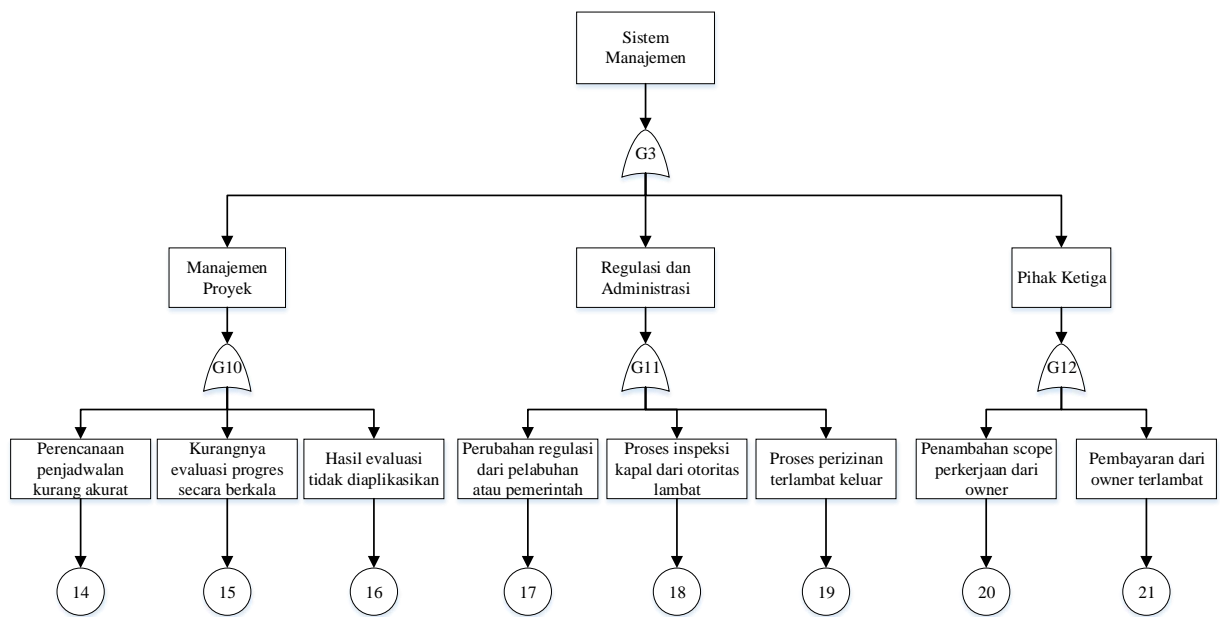 Sistem
Manajemen
G3
Manajemen
Proyek
Regulasi dan
Administrasi
Pihak Ketiga
G10
G11
G12
Perencanaan
penjadwalan
kurang akurat
Kurangnya
evaluasi progres
secara berkala
Hasil evaluasi
tidak diaplikasikan
Perubahan regulasi
dari pelabuhan
atau pemerintah
Proses inspeksi
kapal dari otoritas
lambat
Proses perizinan
terlambat keluar
Penambahan scope
perkerjaan dari
owner
Pembayaran dari
owner terlambat
14
15
16
17
18
19
20
21